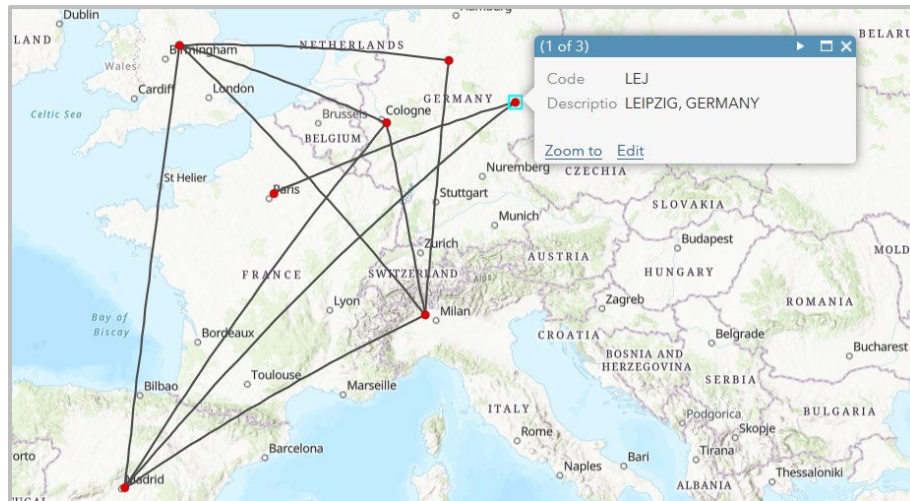 Dublin
Hamburg
LAND
Birmingham
NETHERLANDS
Wales
BELARU
(1 of 3)
Code LEJ
Descriptio LEIPZIG, GERMANY
Zoom to Edit
Cardiff
London
GERMANY
Celtic Sea
Brussels
Cologne
BELGIUM
St Helier
Paris
Nuremberg
CZECHIA
Stuttgart
SLOVAKIA
Munich
Budapest
Zurich
AUSTRIA
MOLD
FRANCE
SWITZERLAND
Alps
HUNGARY
Lyon
Milan
Zagreb
ROMANIA
Bay of
Biscay
Bordeaux
CROATIA
Belgrade
Bucharest
BOSNIA AND
HERZEGOVINA
Toulouse
Marseille
SERBIA
Bilbao
ITALY
Podgorica
BULGARIA
Skopje
Rome
Barcelona
Tirana
orto
Bari
Madrid
Naples
ALBANIA
Thessaloniki